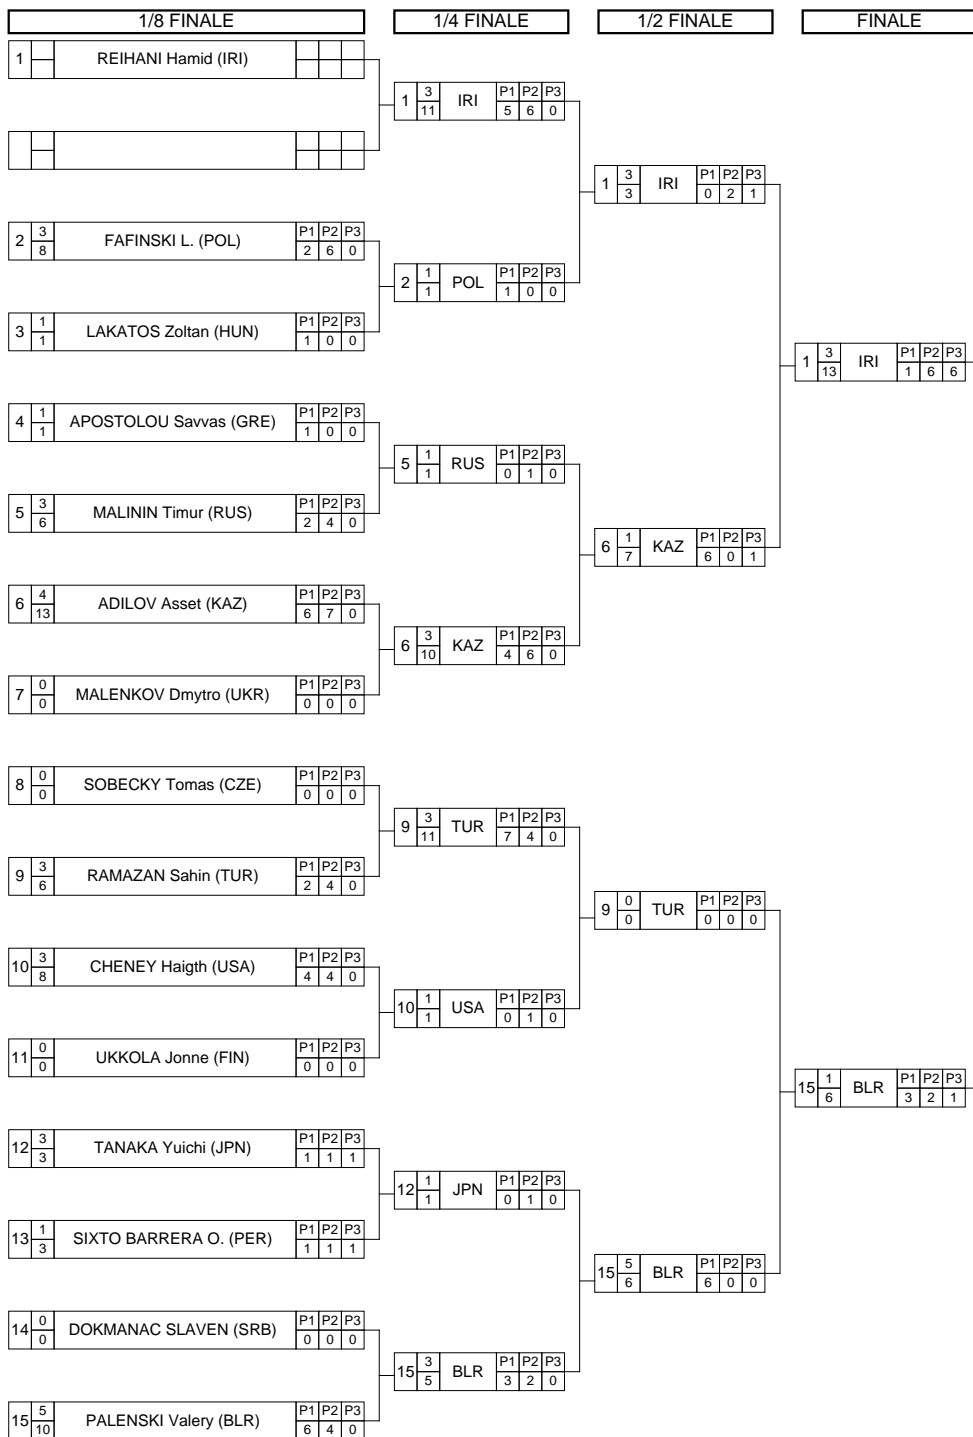 1/8 FINALE 1/4 FINALE 1/2 FINALE FINALE
1 REIHANI Hamid (IRI)
1 3 11 IRI P1 P2 P3 5 6 0
1 3 3 IRI P1 P2 P3 0 2 1
2 3 8 FAFINSKI L. (POL) P1 P2 P3 2 6 0
2 1 1 POL P1 P2 P3 1 0 0
3 1 1 LAKATOS Zoltan (HUN) P1 P2 P3 1 0 0
1 3 13 IRI P1 P2 P3 1 6 6
4 1 1 APOSTOLOU Savvas (GRE) P1 P2 P3 1 0 0
5 1 1 RUS P1 P2 P3 0 1 0
5 3 6 MALININ Timur (RUS) P1 P2 P3 2 4 0
6 1 7 KAZ P1 P2 P3 6 0 1
6 4 13 ADILOV Asset (KAZ) P1 P2 P3 6 7 0
6 3 10 KAZ P1 P2 P3 4 6 0
7 0 0 MALENKOV Dmytro (UKR) P1 P2 P3 0 0 0
8 0 0 SOBECKY Tomas (CZE) P1 P2 P3 0 0 0
9 3 11 TUR P1 P2 P3 7 4 0
9 3 6 RAMAZAN Sahin (TUR) P1 P2 P3 2 4 0
9 0 0 TUR P1 P2 P3 0 0 0
10 3 8 CHENEY Haigth (USA) P1 P2 P3 4 4 0
10 1 1 USA P1 P2 P3 0 1 0
11 0 0 UKKOLA Jonne (FIN) P1 P2 P3 0 0 0
15 1 6 BLR P1 P2 P3 3 2 1
12 3 3 TANAKA Yuichi (JPN) P1 P2 P3 1 1 1
12 1 1 JPN P1 P2 P3 0 1 0
13 1 3 SIXTO BARRERA O. (PER) P1 P2 P3 1 1 1
15 5 6 BLR P1 P2 P3 6 0 0
14 0 0 DOKMANAC SLAVEN (SRB) P1 P2 P3 0 0 0
15 3 5 BLR P1 P2 P3 3 2 0
15 5 10 PALENSKI Valery (BLR) P1 P2 P3 6 4 0